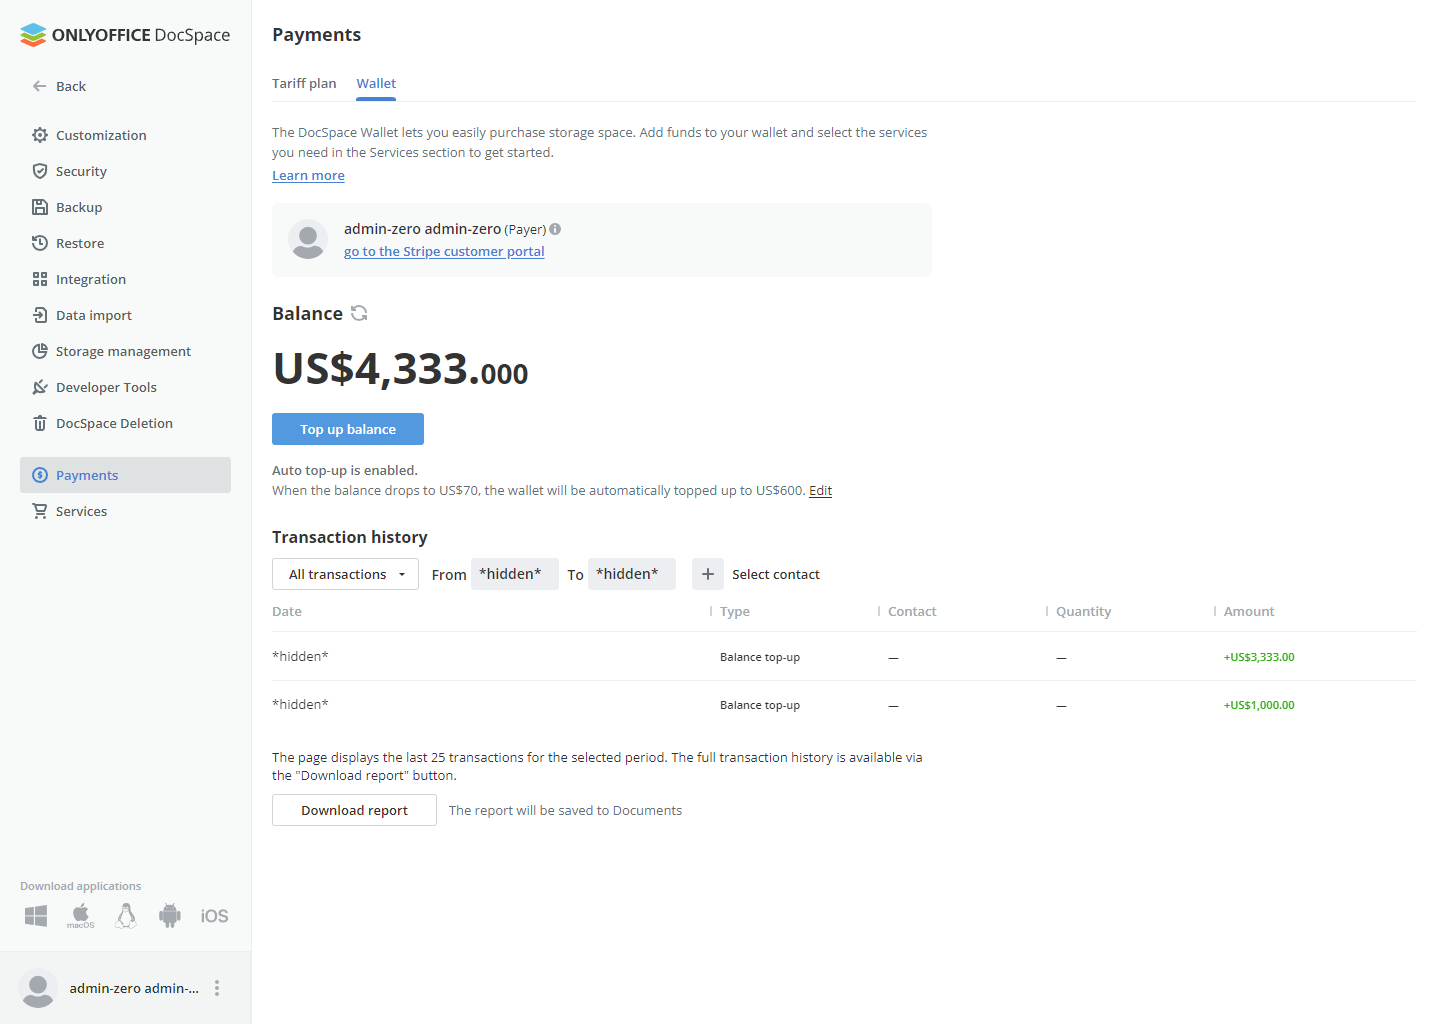 ONLYOFFICE DocSpace
Back
Customization
Security
Backup
Restore
Integration
Data import
Storage management
Developer Tools
DocSpace Deletion
Payments
Services
Download applications
macOS
iOS
admin-zero admin-...
Payments
Tariff plan Wallet
The DocSpace Wallet lets you easily purchase storage space. Add funds to your wallet and select the services
you need in the Services section to get started.
Learn more
admin-zero admin-zero (Payer)
go to the Stripe customer portal
Balance
US$4,333.000
Top up balance
Auto top-up is enabled.
When the balance drops to US$70, the wallet will be automatically topped up to US$600. Edit
Transaction history
All transactions From *hidden* To *hidden* + Select contact
Date Type Contact Quantity Amount
*hidden* Balance top-up — — +US$3,333.00
*hidden* Balance top-up — — +US$1,000.00
The page displays the last 25 transactions for the selected period. The full transaction history is available via
the "Download report" button.
Download report The report will be saved to Documents